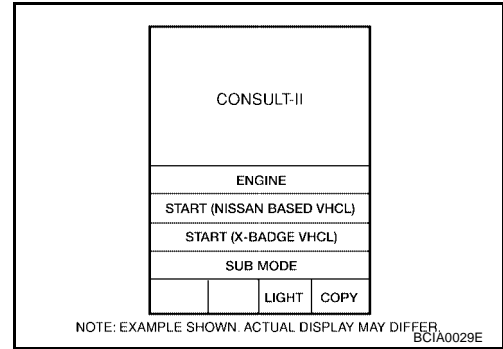 CONSULT-II
ENGINE
START (NISSAN BASED VHCL)
START (X-BADGE VHCL)
SUB MODE
LIGHT COPY
NOTE: EXAMPLE SHOWN. ACTUAL DISPLAY MAY DIFFER.
BCIA0029E